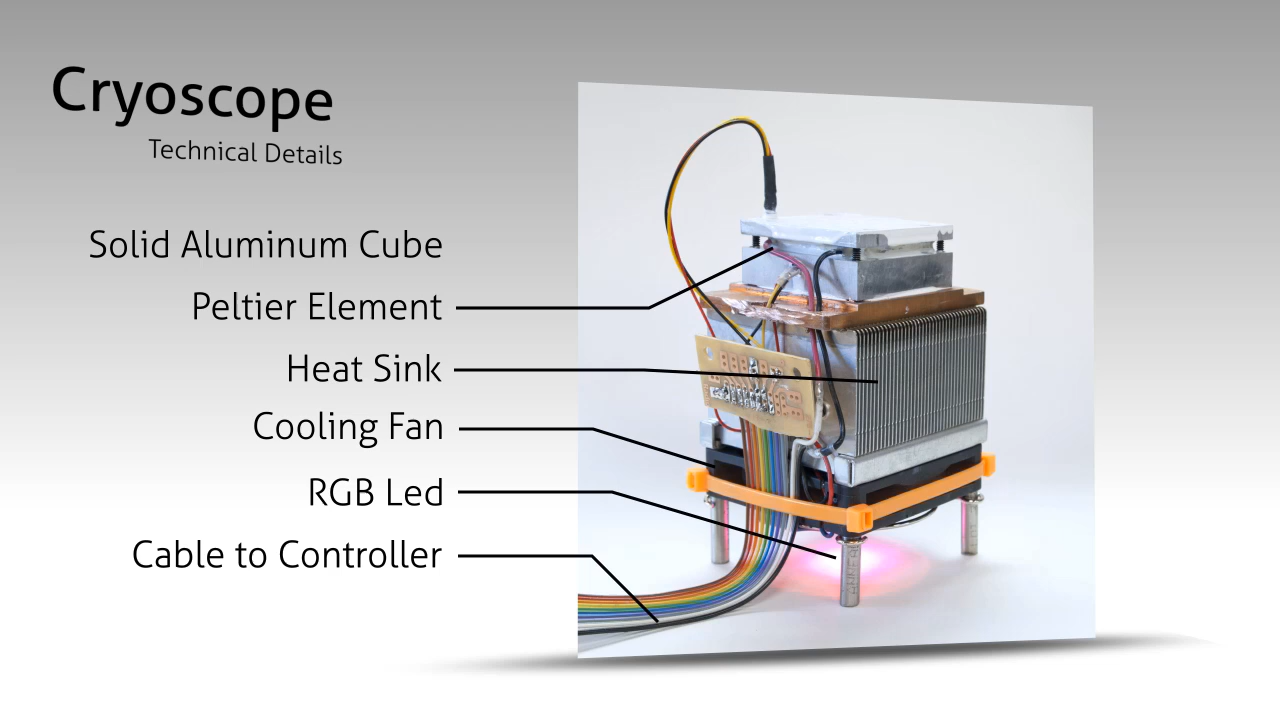 Cryoscope
Technical Details
Solid Aluminum Cube
Peltier Element
Heat Sink
Cooling Fan
RGB Led
Cable to Controller